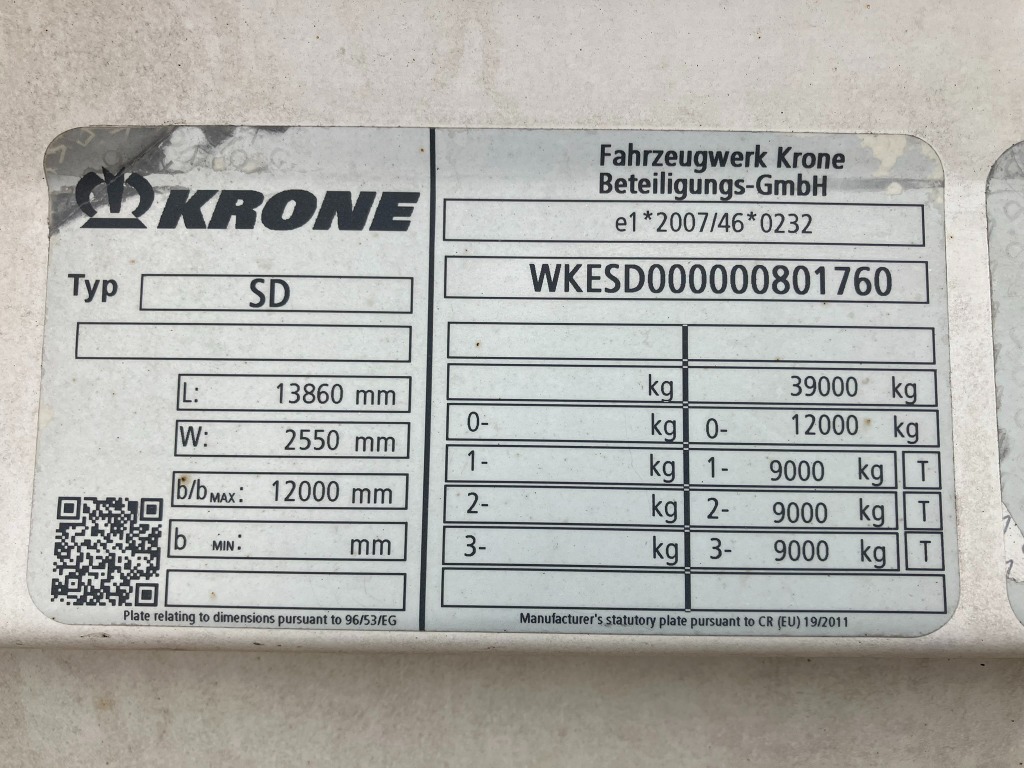 KRONE
Typ SD
L: 13860 mm
W: 2550 mm
b/b MAX: 12000 mm
b MIN: mm
Plate relating to dimensions pursuant to 96/53/EG
Fahrzeugwerk Krone
Beteiligungs-GmbH
e1*2007/46*0232
WKESD000000801760
kg 39000 kg
0- kg 0- 12000 kg
1- kg 1- 9000 kg T
2- kg 2- 9000 kg T
3- kg 3- 9000 kg T
Manufacturer's statutory plate pursuant to CR (EU) 19/2011